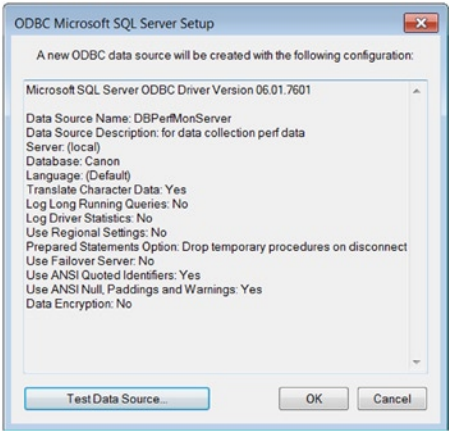 ODBC Microsoft SQL Server Setup
A new ODBC data source will be created with the following configuration:
Microsoft SQL Server ODBC Driver Version 06.01.7601
Data Source Name: DBPerfMonServer
Data Source Description: for data collection perf data
Server: (local)
Database: Canon
Language: (Default)
Translate Character Data: Yes
Log Long Running Queries: No
Log Driver Statistics: No
Use Regional Settings: No
Prepared Statements Option: Drop temporary procedures on disconnect
Use Failover Server: No
Use ANSI Quoted Identifiers: Yes
Use ANSI Null, Paddings and Warnings: Yes
Data Encryption: No
Test Data Source...
OK
Cancel